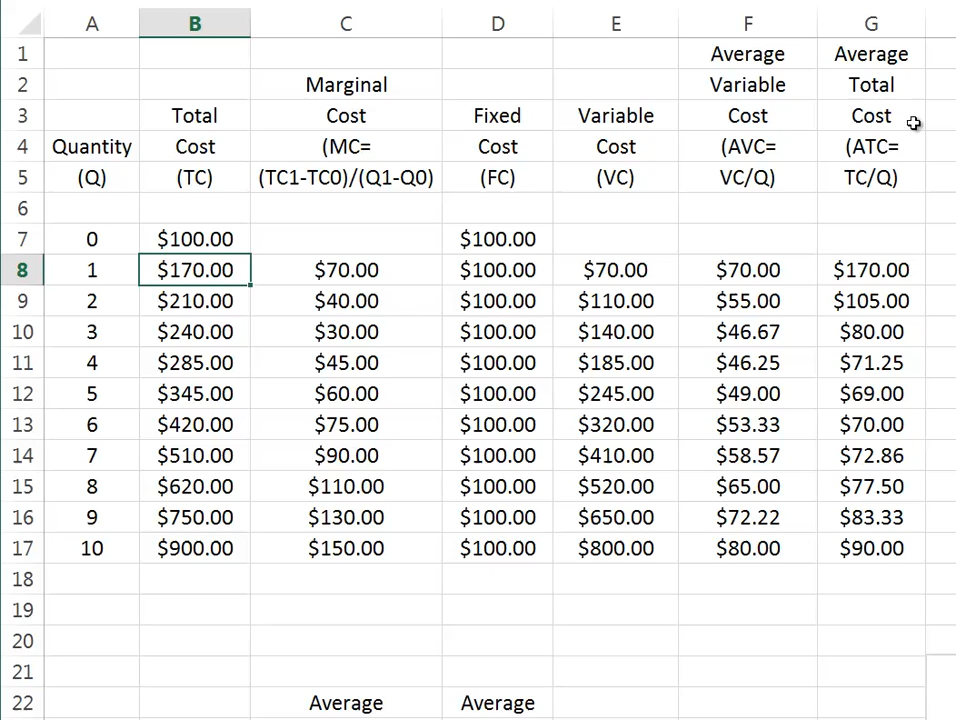 A B C D E F G
1 Average Average
2 Marginal Variable Total
3 Total Cost Fixed Variable Cost Cost
4 Quantity Cost (MC= Cost Cost (AVC= (ATC=
5 (Q) (TC) (TC1-TC0)/(Q1-Q0) (FC) (VC) VC/Q) TC/Q)
6
7 0 $100.00 $100.00
8 1 $170.00 $70.00 $100.00 $70.00 $70.00 $170.00
9 2 $210.00 $40.00 $100.00 $110.00 $55.00 $105.00
10 3 $240.00 $30.00 $100.00 $140.00 $46.67 $80.00
11 4 $285.00 $45.00 $100.00 $185.00 $46.25 $71.25
12 5 $345.00 $60.00 $100.00 $245.00 $49.00 $69.00
13 6 $420.00 $75.00 $100.00 $320.00 $53.33 $70.00
14 7 $510.00 $90.00 $100.00 $410.00 $58.57 $72.86
15 8 $620.00 $110.00 $100.00 $520.00 $65.00 $77.50
16 9 $750.00 $130.00 $100.00 $650.00 $72.22 $83.33
17 10 $900.00 $150.00 $100.00 $800.00 $80.00 $90.00
18
19
20
21
22 Average Average